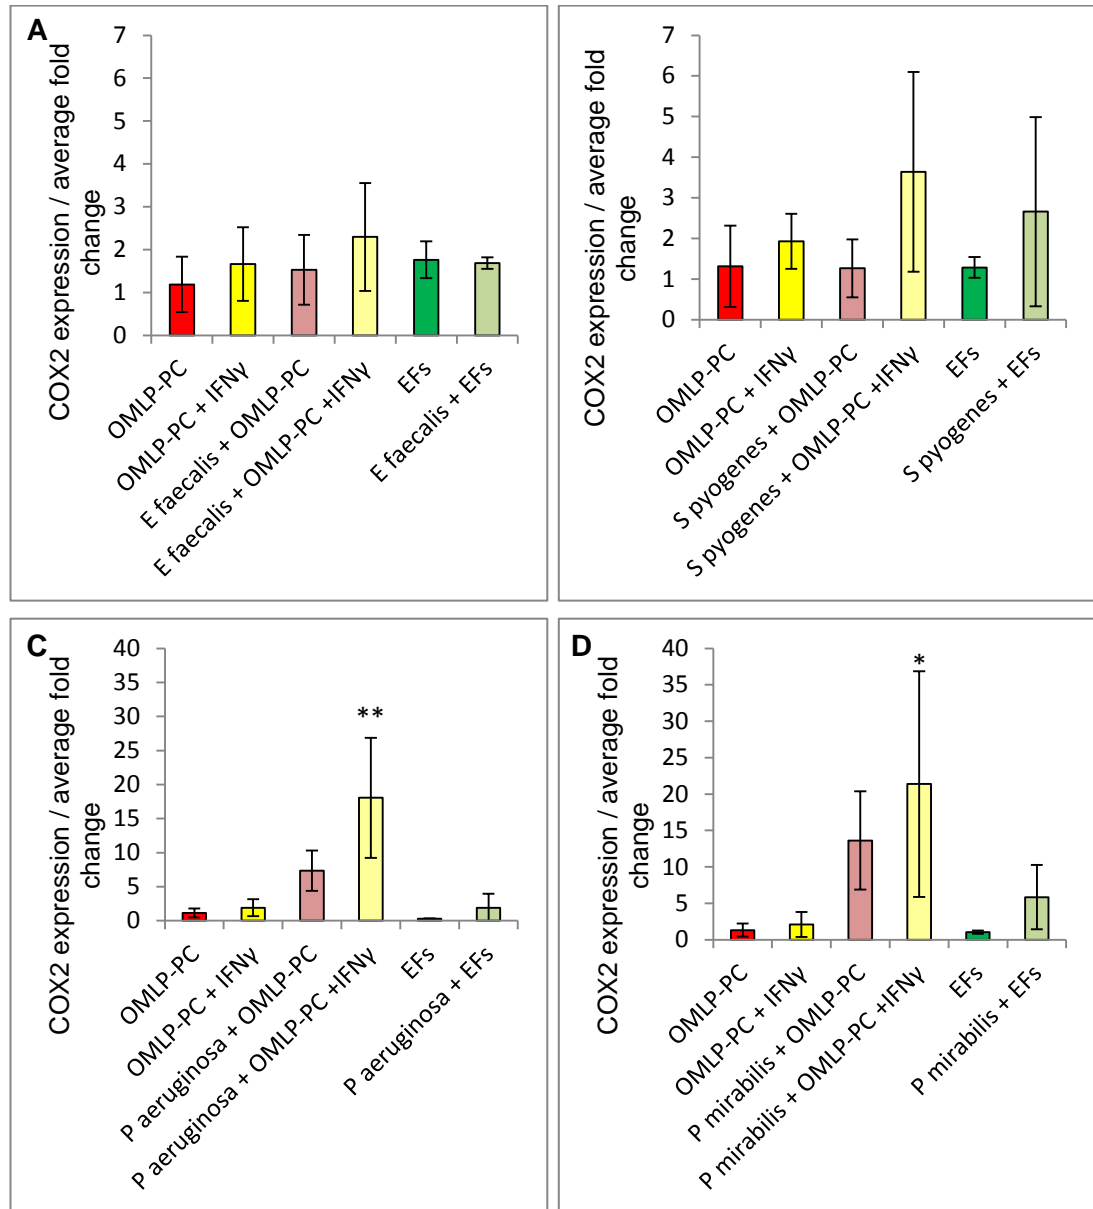 A
COX2 expression / average fold
change
7
6
5
4
3
2
1
0
OMLP-PC
OMLP-PC + IFNγ
E faecalis + OMLP-PC
E faecalis + OMLP-PC +IFNγ
EFs
E faecalis + EFs
COX2 expression / average fold
change
7
6
5
4
3
2
1
0
OMLP-PC
OMLP-PC + IFNγ
S pyogenes + OMLP-PC
S pyogenes + OMLP-PC +IFNγ
EFs
S pyogenes + EFs
C
COX2 expression / average fold
change
40
35
30
25
20
15
10
5
0
**
OMLP-PC
OMLP-PC + IFNγ
P aeruginosa + OMLP-PC
P aeruginosa + OMLP-PC +IFNγ
EFs
P aeruginosa + EFs
D
COX2 expression / average fold
change
40
35
30
25
20
15
10
5
0
*
OMLP-PC
OMLP-PC + IFNγ
P mirabilis + OMLP-PC
P mirabilis + OMLP-PC +IFNγ
EFs
P mirabilis + EFs